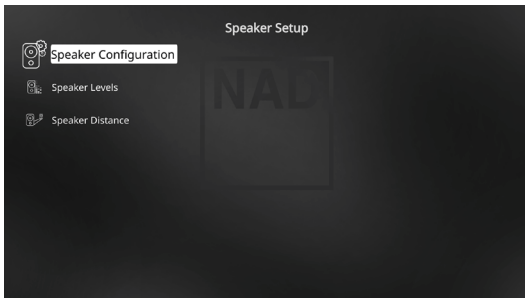 Speaker Setup
Speaker Configuration
Speaker Levels
NAD
Speaker Distance